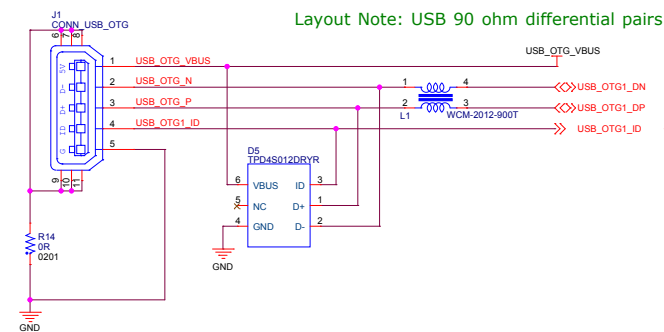 Layout Note: USB 90 ohm differential pairs
J1
CONN_USB_OTG
6 7 8
5V
D-
D+
ID
G
1 USB_OTG_VBUS
2 USB_OTG_N
3 USB_OTG_P
4 USB_OTG1_ID
5
9 10 11
USB_OTG_VBUS
1 4 USB_OTG1_DN
2 3 USB_OTG1_DP
L1 WCM-2012-900T
USB_OTG1_ID
D5
TPD4S012DRYR
6 VBUS ID 3
5 NC D+ 1
4 GND D- 2
GND
R14
0R
0201
GND